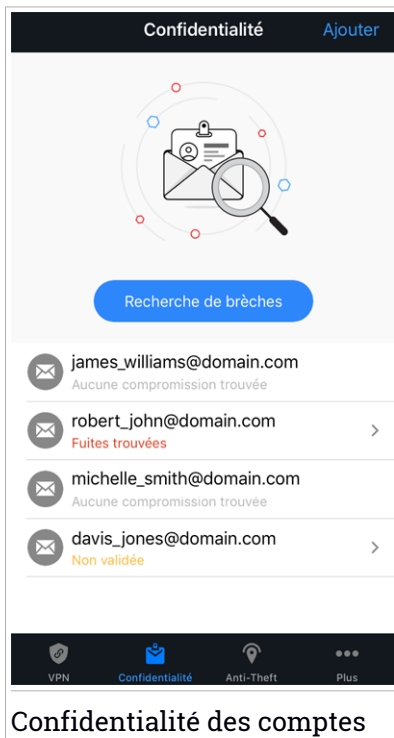 Confidentialité Ajouter
Recherche de brèches
james_williams@domain.com
Aucune compromission trouvée
robert_john@domain.com
Fuites trouvées
michelle_smith@domain.com
Aucune compromission trouvée
davis_jones@domain.com
Non validée
VPN Confidentialité Anti-Theft Plus
Confidentialité des comptes